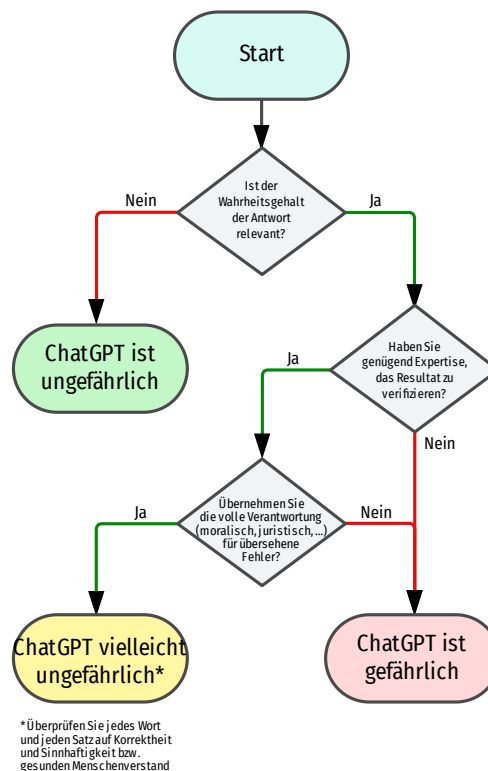 Start
Ist der
Wahrheitsgehalt
der Antwort
relevant?
Nein
Ja
ChatGPT ist
ungefährlich
Haben Sie
genügend Expertise,
das Resultat zu
verifizieren?
Ja
Nein
Übernehmen Sie
die volle Verantwortung
(moralisch, juristisch, ...)
für übersehene
Fehler?
Ja
Nein
ChatGPT vielleicht
ungefährlich*
ChatGPT ist
gefährlich
*Überprüfen Sie jedes Wort
und jeden Satz auf Korrektheit
und Sinnhaftigkeit bzw.
gesunden Menschenverstand